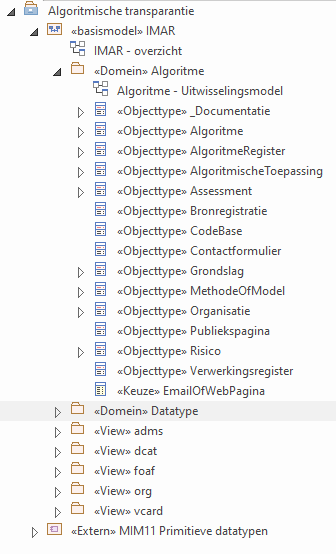 Algoritmische transparantie
«basismodel» IMAR
IMAR - overzicht
«Domein» Algoritme
Algoritme - Uitwisselingsmodel
«Objecttype» _Documentatie
«Objecttype» Algoritme
«Objecttype» AlgoritmeRegister
«Objecttype» AlgoritmischeToepassing
«Objecttype» Assessment
«Objecttype» Bronregistratie
«Objecttype» CodeBase
«Objecttype» Contactformulier
«Objecttype» Grondslag
«Objecttype» MethodeOfModel
«Objecttype» Organisatie
«Objecttype» Publiekspagina
«Objecttype» Risico
«Objecttype» Verwerkingsregister
«Keuze» EmailOfWebPagina
«Domein» Datatype
«View» adms
«View» dcat
«View» foaf
«View» org
«View» vcard
«Extern» MIM11 Primitieve datatypen